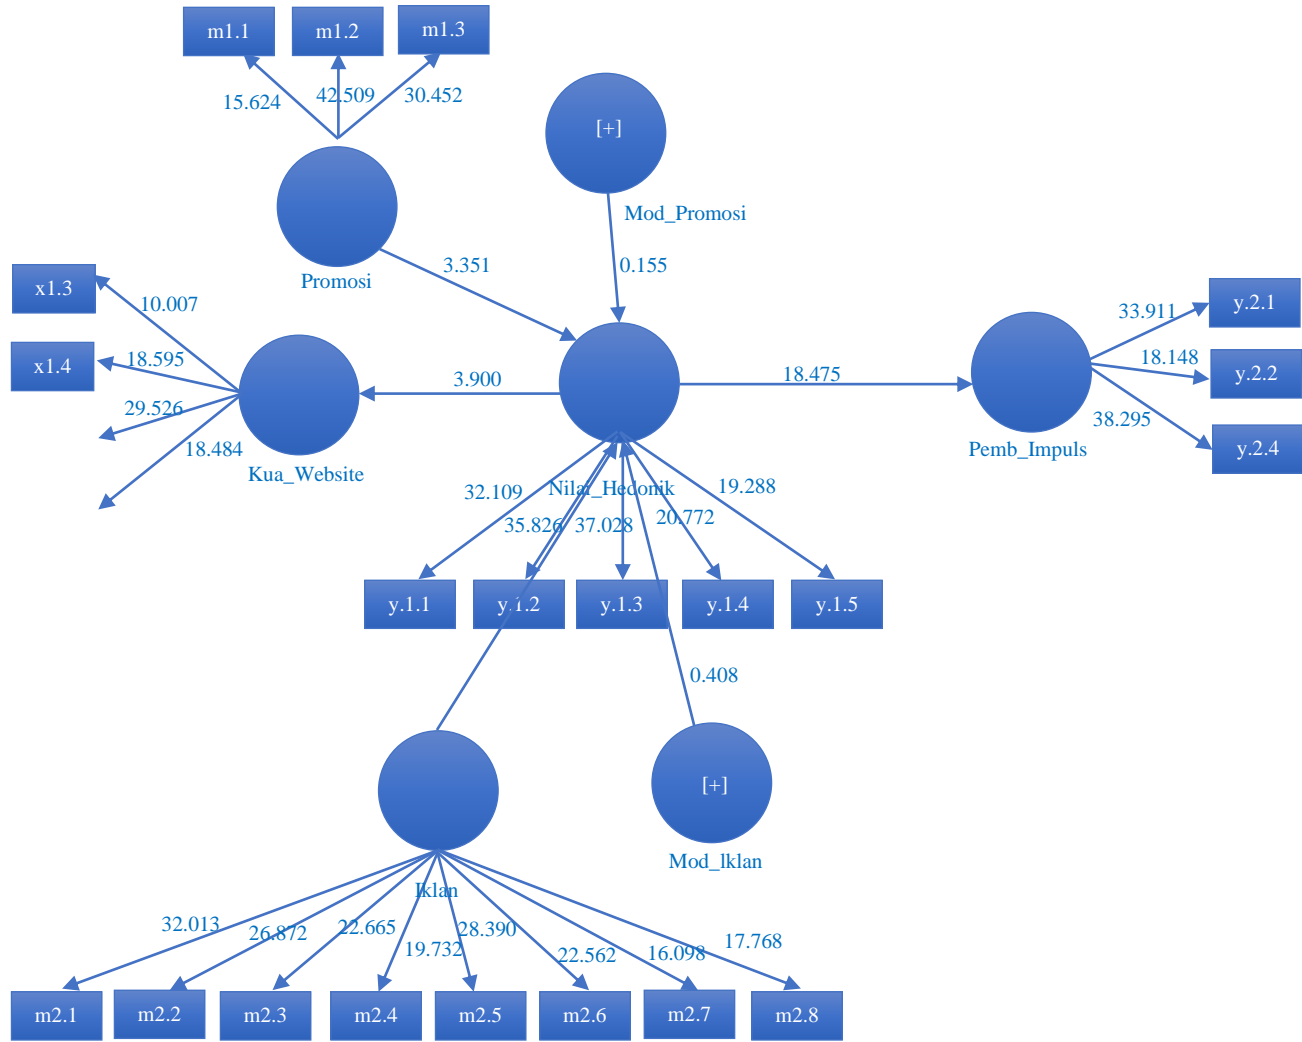 m1.1
m1.2
m1.3
15.624
42.509
30.452
[+]
Mod_Promosi
Promosi
3.351
0.155
x1.3
10.007
x1.4
18.595
29.526
18.484
Kua_Website
3.900
18.475
33.911
y.2.1
18.148
y.2.2
38.295
y.2.4
Pemb_Impuls
Nilai_Hedonik
32.109
35.826
37.028
20.772
19.288
y.1.1
y.1.2
y.1.3
y.1.4
y.1.5
0.408
[+]
Mod_lklan
Iklan
32.013
26.872
22.665
19.732
28.390
22.562
16.098
17.768
m2.1
m2.2
m2.3
m2.4
m2.5
m2.6
m2.7
m2.8